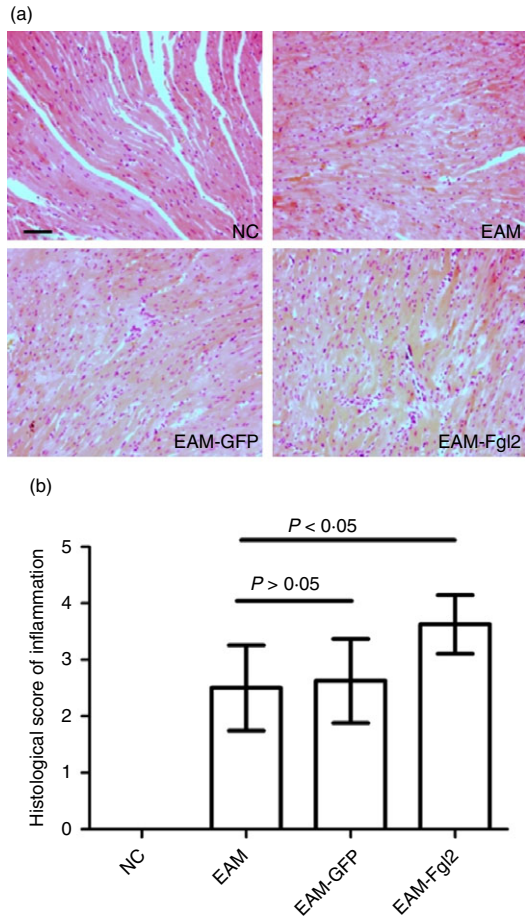 (a)
NC
EAM
EAM-GFP
EAM-Fgl2
(b)
P < 0·05
P > 0·05
5
4
3
2
1
0
Histological score of inflammation
NC
EAM
EAM-GFP
EAM-Fgl2